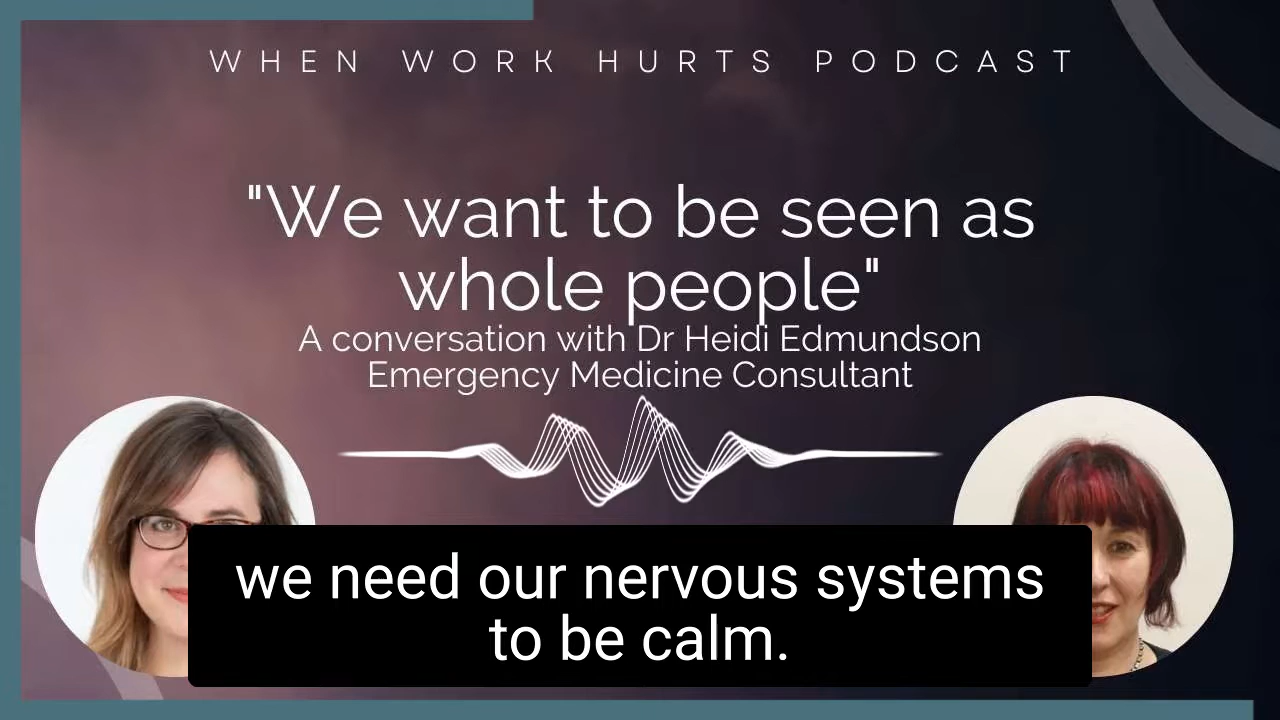 WHEN WORK HURTS PODCAST
"We want to be seen as
whole people"
A conversation with Dr Heidi Edmundson
Emergency Medicine Consultant
we need our nervous systems
to be calm.